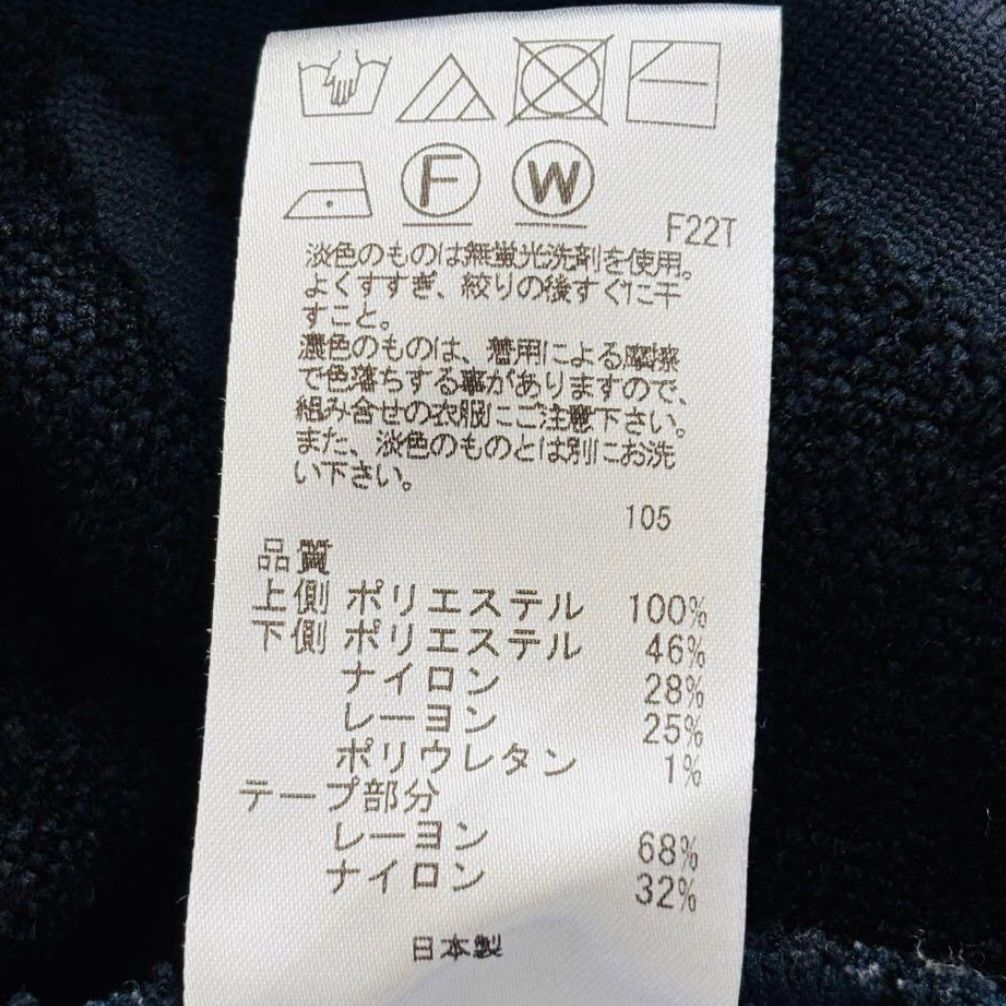 F W F22T
淡色のものは無蛍光洗剤を使用。
よくすすぎ、絞りの後すぐに干
すこと。
濃色のものは、着用による摩擦
で色落ちする事がありますので、
組み合せの衣服にご注意下さい。
また、淡色のものとは別にお洗
い下さい。
105
品質
上側 ポリエステル 100%
下側 ポリエステル 46%
ナイロン 28%
レーヨン 25%
ポリウレタン 1%
テープ部分
レーヨン 68%
ナイロン 32%
日本製